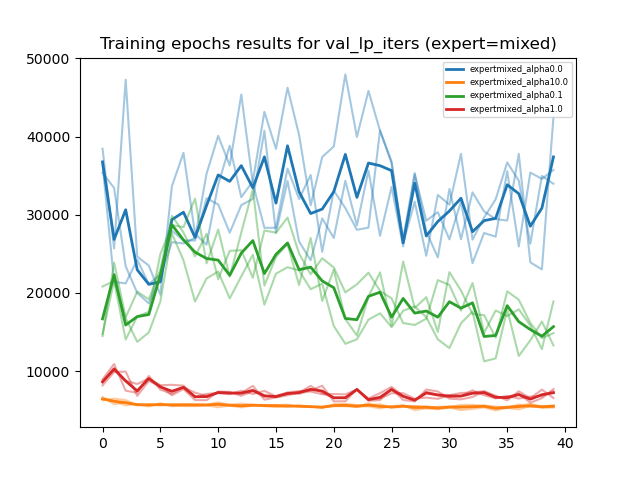 Training epochs results for val_lp_iters (expert=mixed)
50000
40000
30000
20000
10000
expertmixed_alpha0.0
expertmixed_alpha10.0
expertmixed_alpha0.1
expertmixed_alpha1.0
0 5 10 15 20 25 30 35 40